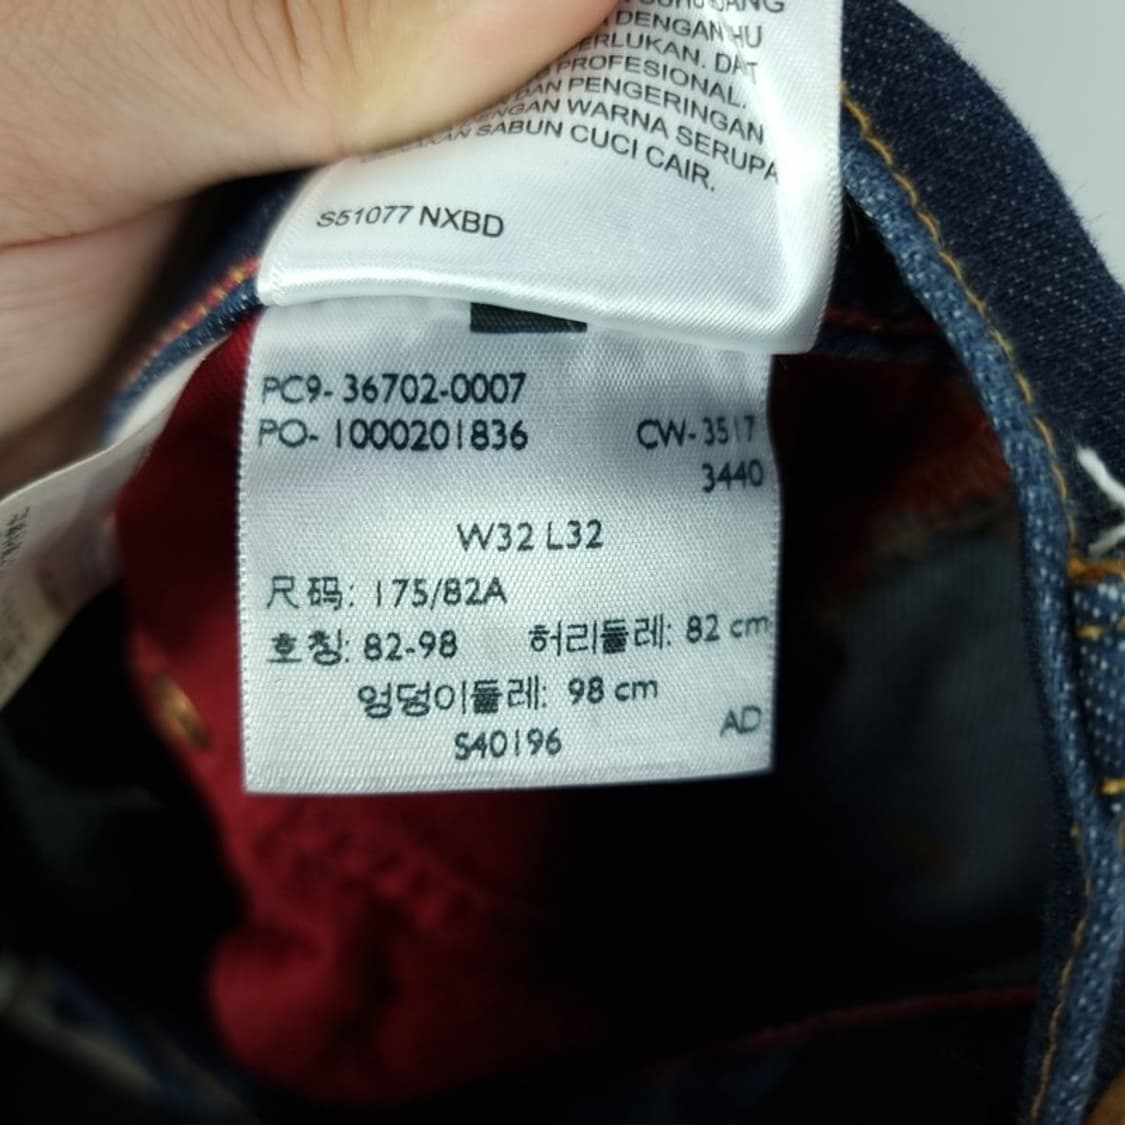 DENGAN HU
ERLUKAN. DAT
PROFESIONAL.
DAN PENGERINGAN
DENGAN WARNA SERUPA
SABUN CUCI CAIR.
S51077 NXBD
PC9- 36702-0007
PO- 1000201836 CW- 3517
3440
W32 L32
尺码: 175/82A
호칭: 82-98 허리둘레: 82 cm
엉덩이둘레: 98 cm
S40196 AD